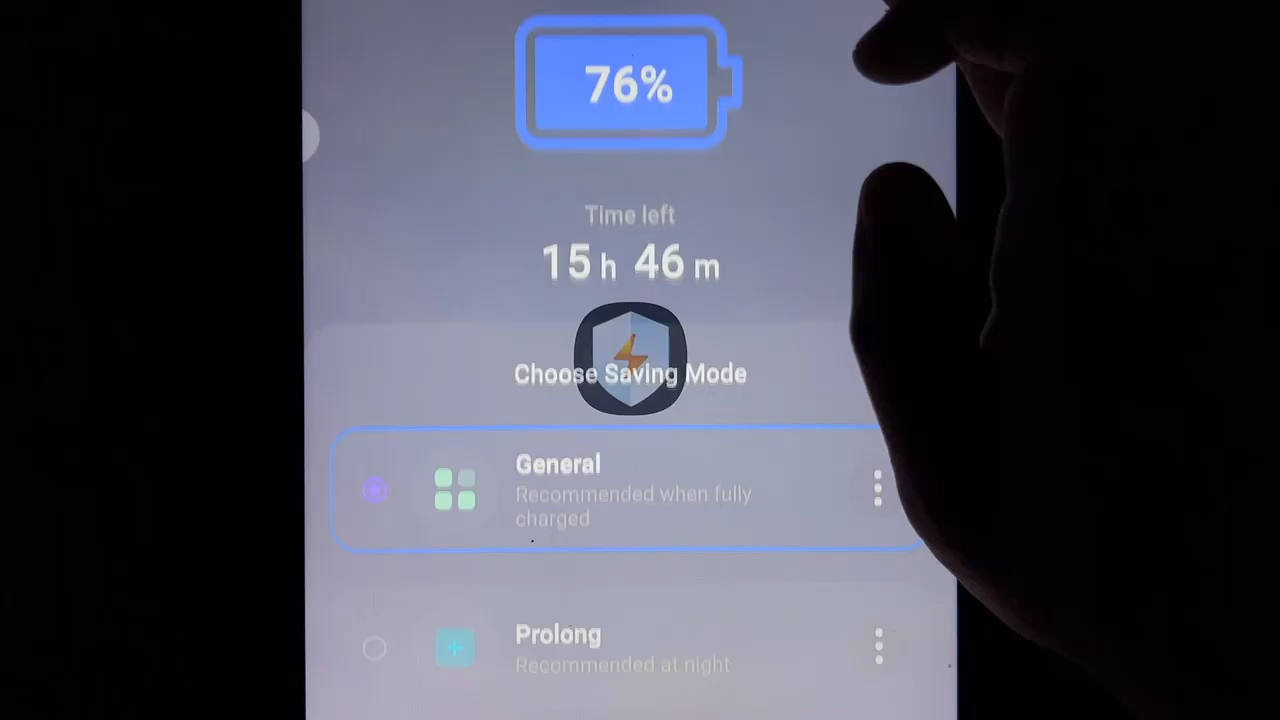 76%
Time left
15 h 46 m
Choose Saving Mode
General
Recommended when fully
charged
Prolong
Recommended at night